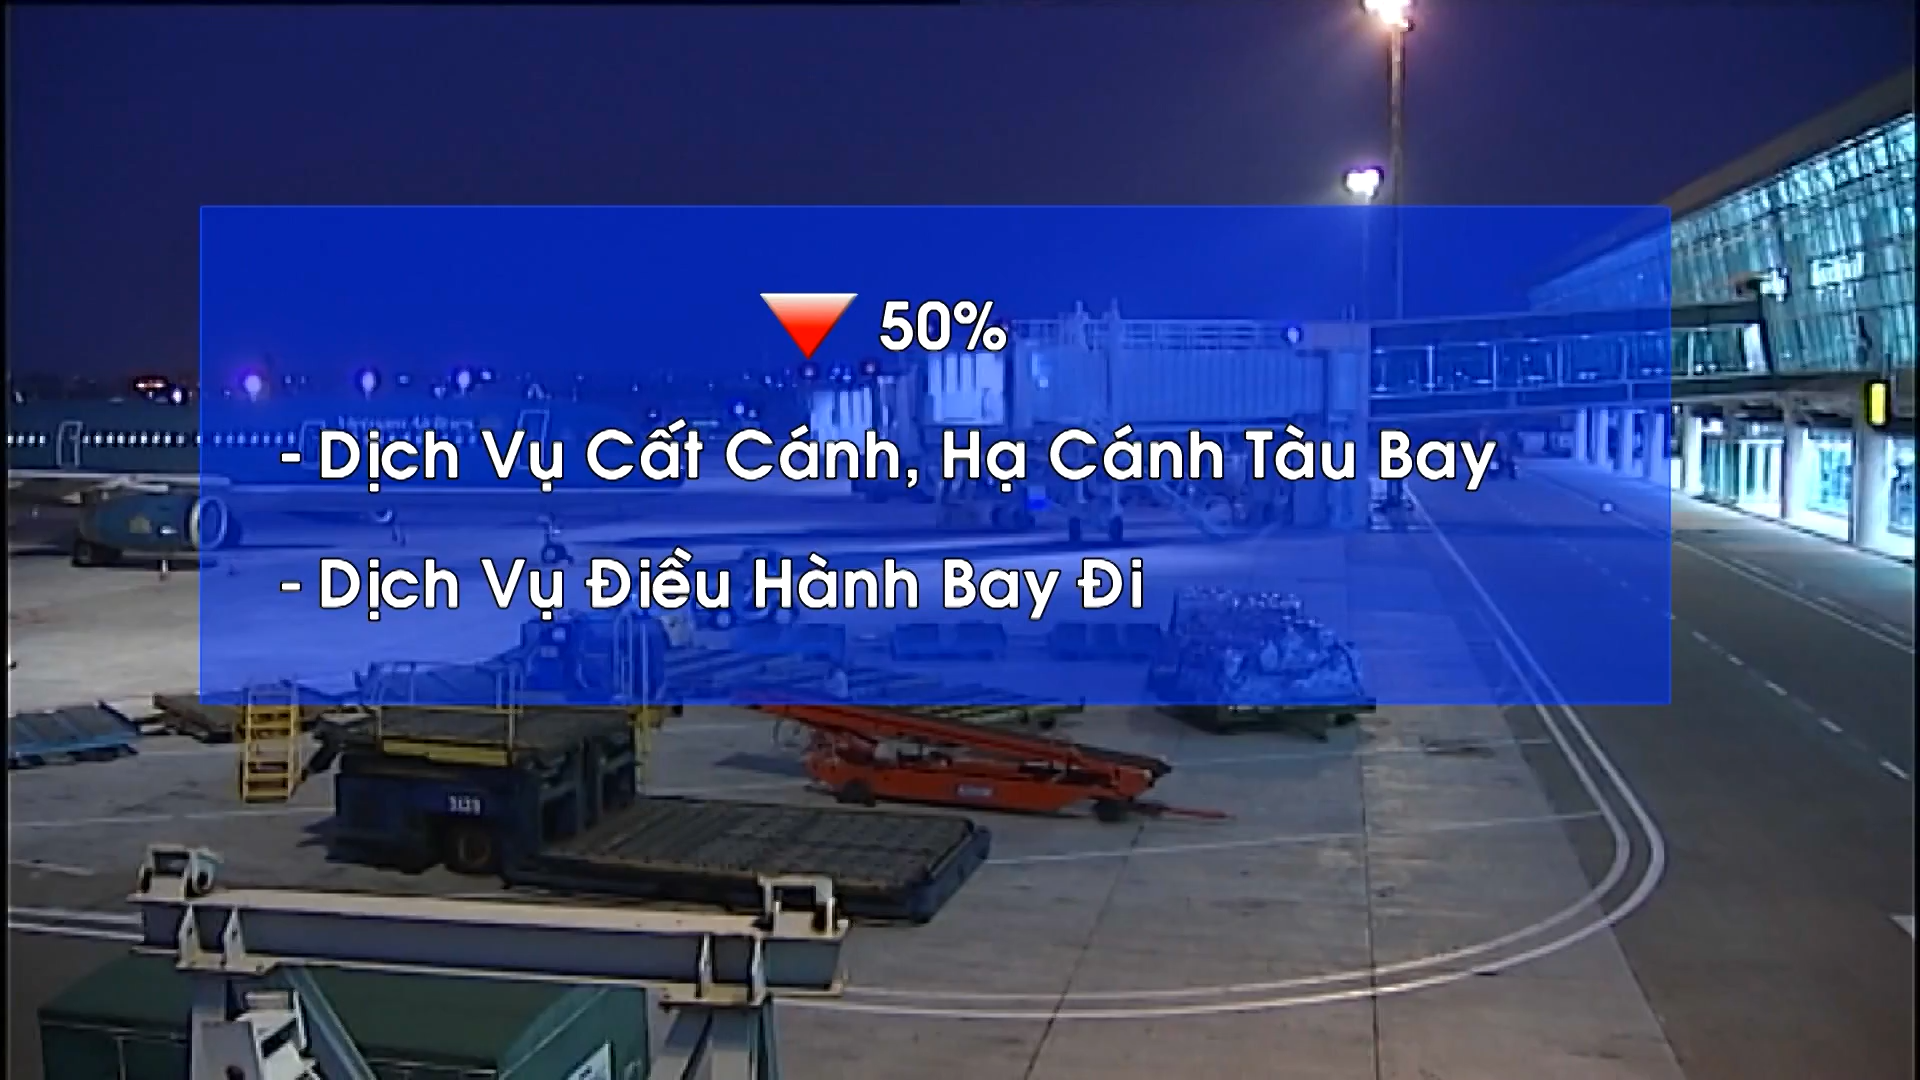 50%
- Dịch Vụ Cất Cánh, Hạ Cánh Tàu Bay
- Dịch Vụ Điều Hành Bay Đi